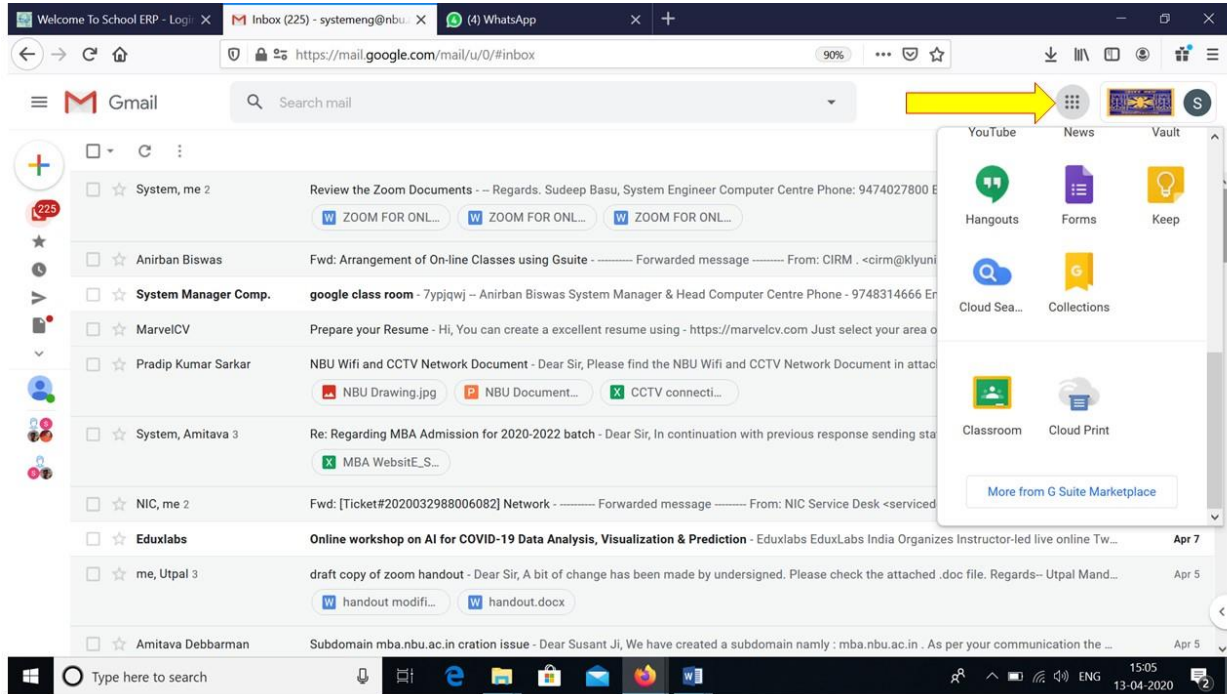 Welcome To School ERP - Logi
Inbox (225) - systemeng@nbu.
(4) WhatsApp
https://mail.google.com/mail/u/0/#inbox
90%
Gmail
Search mail
S
225
YouTube
News
Vault
Hangouts
Forms
Keep
Cloud Sea...
Collections
Classroom
Cloud Print
More from G Suite Marketplace
System, me 2
Review the Zoom Documents - -- Regards. Sudeep Basu, System Engineer Computer Centre Phone: 9474027800 E
ZOOM FOR ONL...
ZOOM FOR ONL...
ZOOM FOR ONL...
Anirban Biswas
Fwd: Arrangement of On-line Classes using Gsuite - ---------- Forwarded message --------- From: CIRM . <cirm@klyuni
System Manager Comp.
google class room - 7ypjqwj -- Anirban Biswas System Manager & Head Computer Centre Phone - 9748314666 Em
MarvelCV
Prepare your Resume - Hi, You can create a excellent resume using - https://marvelcv.com Just select your area o
Pradip Kumar Sarkar
NBU Wifi and CCTV Network Document - Dear Sir, Please find the NBU Wifi and CCTV Network Document in attac
NBU Drawing.jpg
NBU Document...
CCTV connecti...
System, Amitava 3
Re: Regarding MBA Admission for 2020-2022 batch - Dear Sir, In continuation with previous response sending sta
MBA WebsitE_S...
NIC, me 2
Fwd: [Ticket#2020032988006082] Network - ---------- Forwarded message --------- From: NIC Service Desk <serviced
Eduxlabs
Online workshop on AI for COVID-19 Data Analysis, Visualization & Prediction - Eduxlabs EduxLabs India Organizes Instructor-led live online Tw...
Apr 7
me, Utpal 3
draft copy of zoom handout - Dear Sir, A bit of change has been made by undersigned. Please check the attached .doc file. Regards-- Utpal Mand...
Apr 5
handout modifi...
handout.docx
Amitava Debbarman
Subdomain mba.nbu.ac.in cration issue - Dear Susant Ji, We have created a subdomain namly : mba.nbu.ac.in . As per your communication the ...
Apr 5
Type here to search
ENG
15:05
13-04-2020
2